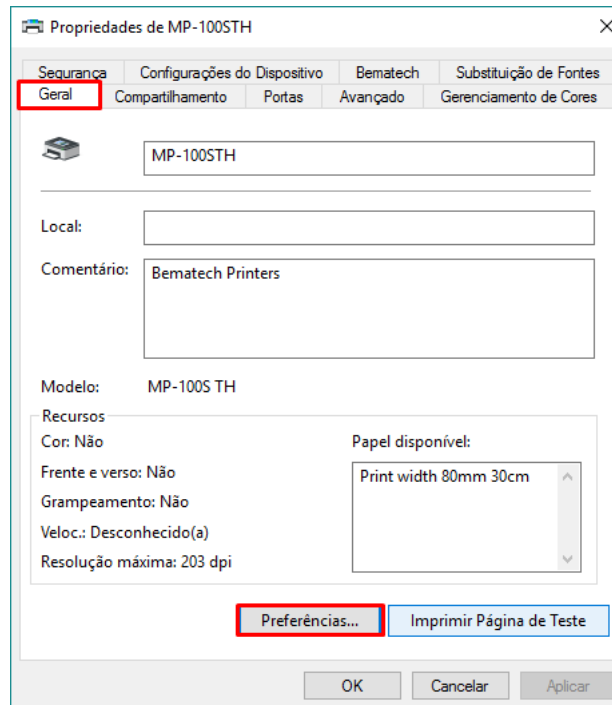 Propriedades de MP-100STH
Segurança Configurações do Dispositivo Bematech Substituição de Fontes
Geral Compartilhamento Portas Avançado Gerenciamento de Cores
MP-100STH
Local:
Comentário: Bematech Printers
Modelo: MP-100S TH
Recursos
Cor: Não
Frente e verso: Não
Grampeamento: Não
Veloc.: Desconhecido(a)
Resolução máxima: 203 dpi
Papel disponível:
Print width 80mm 30cm
Preferências... Imprimir Página de Teste
OK Cancelar Aplicar